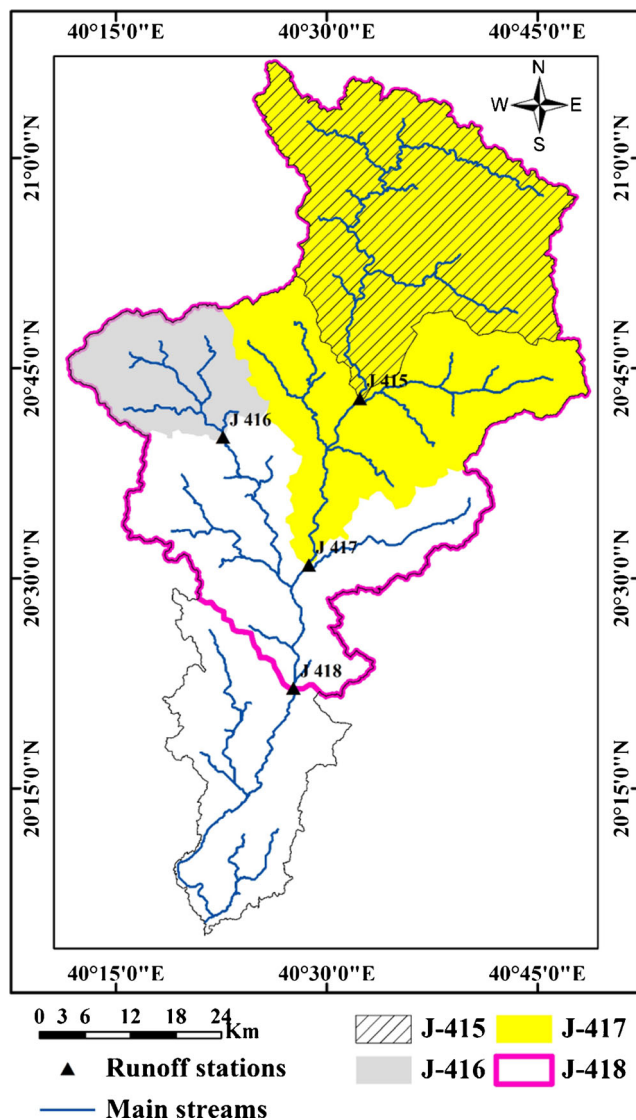 40°15'0"E 40°30'0"E 40°45'0"E
N
W E
S
21°0'0"N 21°0'0"N
20°45'0"N 20°45'0"N
J 415
J 416
20°30'0"N 20°30'0"N
J 417
J 418
20°15'0"N 20°15'0"N
40°15'0"E 40°30'0"E 40°45'0"E
0 3 6 12 18 24
Km
J-415 J-417
Runoff stations J-416 J-418
Main streams